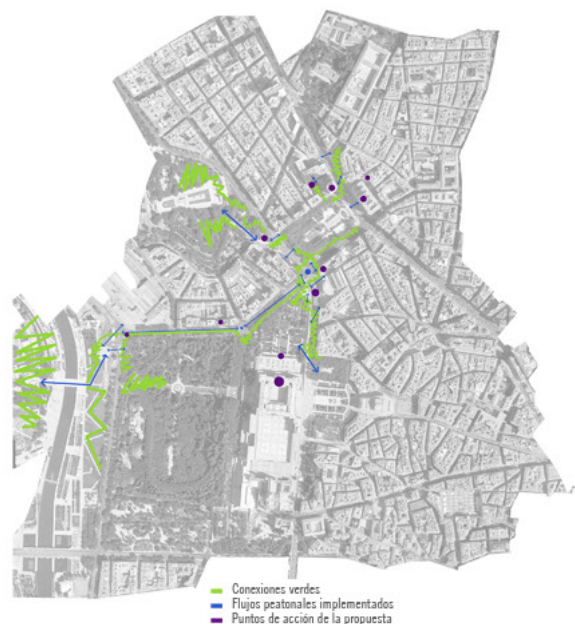 Conexiones verdes
Flujos peatonales implementados
Puntos de acción de la propuesta